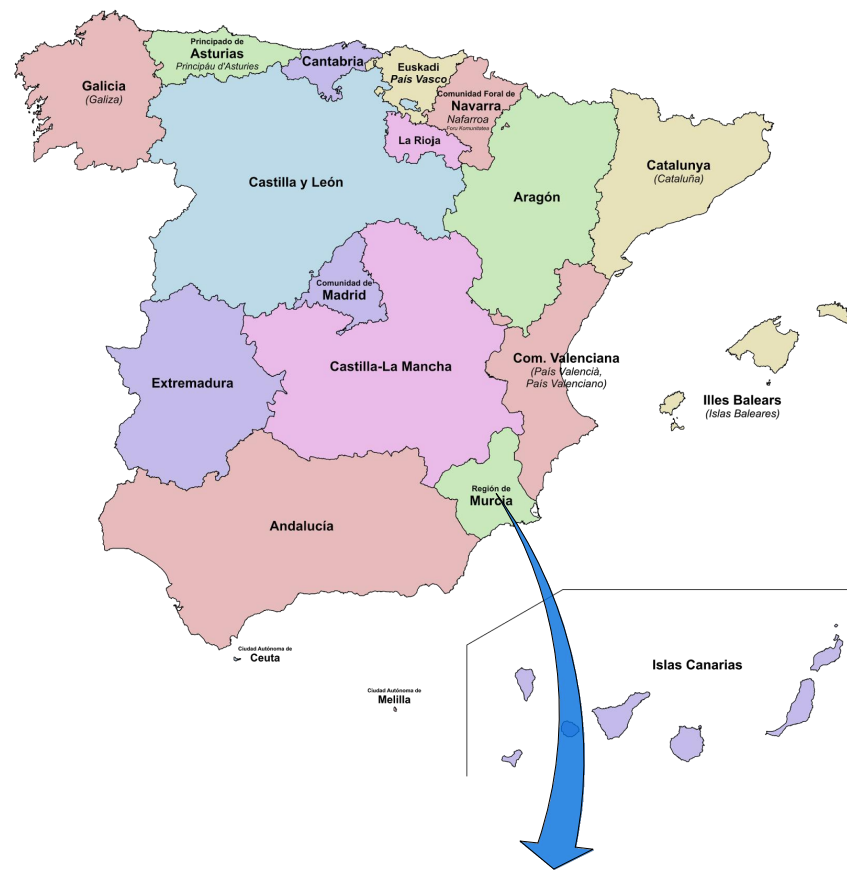 Principado de
Asturias
Principáu d'Asturies
Cantabria
Euskadi
País Vasco
Galicia
(Galiza)
Comunidad Foral de
Navarra
Nafarroa
Foru Komunitatea
La Rioja
Catalunya
(Cataluña)
Castilla y León
Aragón
Comunidad de
Madrid
Com. Valenciana
(País Valencià,
País Valenciano)
Castilla-La Mancha
Extremadura
Illes Balears
(Islas Baleares)
Región de
Murcia
Andalucía
Ciudad Autónoma de
Ceuta
Islas Canarias
Ciudad Autónoma de
Melilla